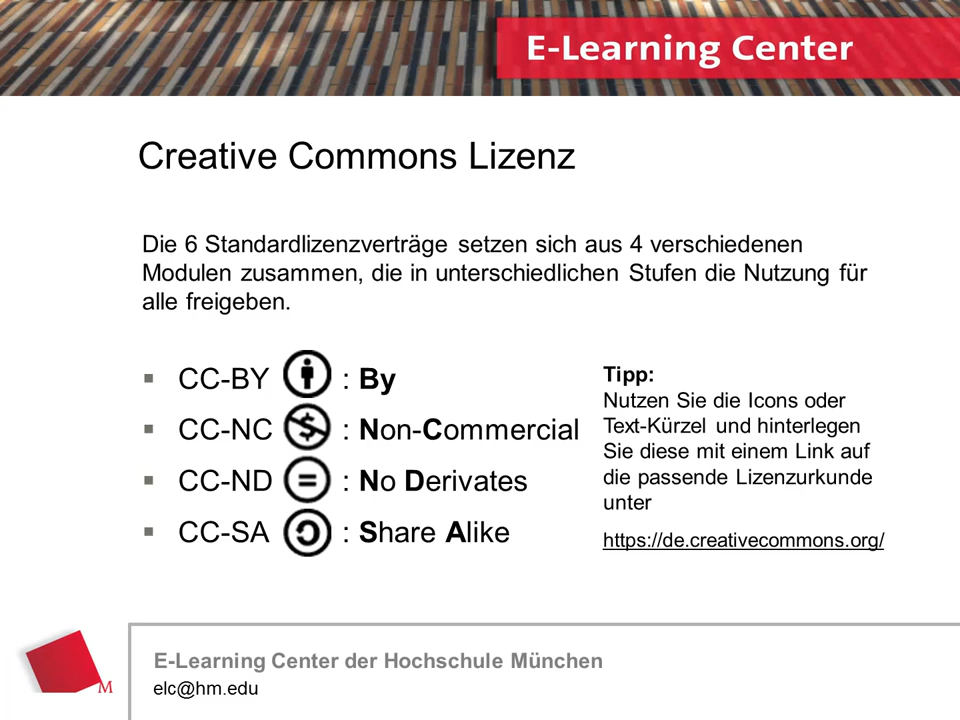 E-Learning Center
Creative Commons Lizenz
Die 6 Standardlizenzverträge setzen sich aus 4 verschiedenen
Modulen zusammen, die in unterschiedlichen Stufen die Nutzung für
alle freigeben.
▪ CC-BY : By
▪ CC-NC : Non-Commercial
▪ CC-ND : No Derivates
▪ CC-SA : Share Alike
Tipp:
Nutzen Sie die Icons oder
Text-Kürzel und hinterlegen
Sie diese mit einem Link auf
die passende Lizenzurkunde
unter
https://de.creativecommons.org/
M
E-Learning Center der Hochschule München
elc@hm.edu